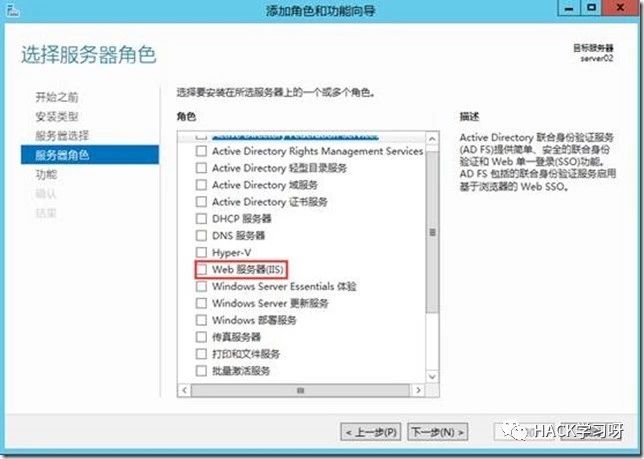 添加角色和功能向导
选择服务器角色
目标服务器
server02
开始之前
安装类型
服务器选择
服务器角色
功能
确认
结果
选择要安装在所选服务器上的一个或多个角色。
角色
Active Directory Federation Services
Active Directory Rights Management Services
Active Directory 轻型目录服务
Active Directory 域服务
Active Directory 证书服务
DHCP 服务器
DNS 服务器
Hyper-V
Web 服务器(IIS)
Windows Server Essentials 体验
Windows Server 更新服务
Windows 部署服务
传真服务器
打印和文件服务
批量激活服务
描述
Active Directory 联合身份验证服务
(AD FS)提供简单、安全的联合身份
验证和 Web 单一登录(SSO)功能。
AD FS 包括的联合身份验证服务启用
基于浏览器的 Web SSO。
< 上一步(P)
下一步(N) >
HACK学习呀